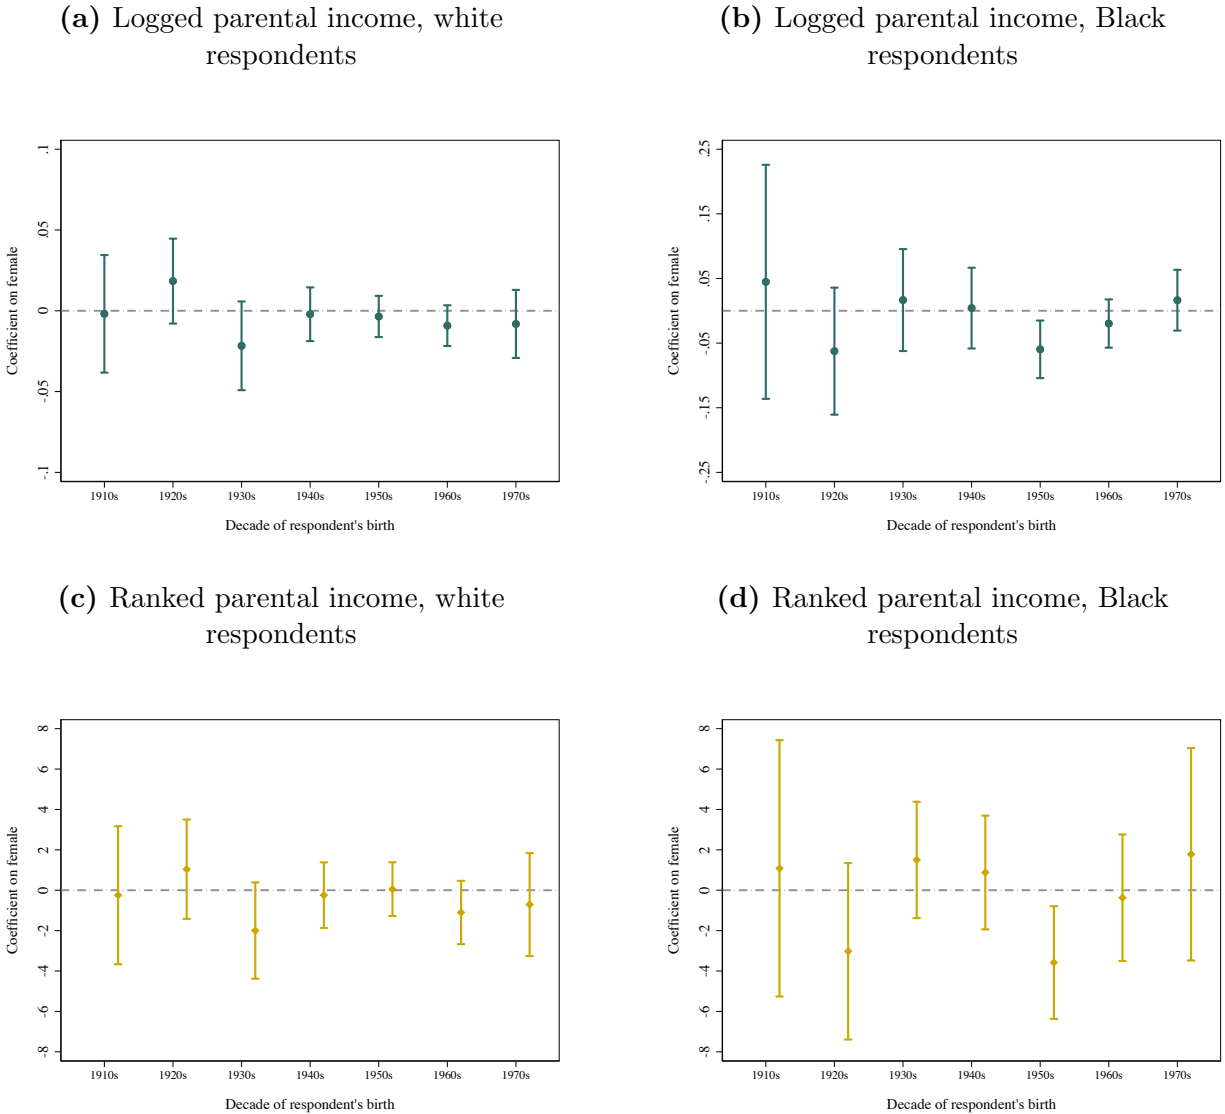 (a) Logged parental income, white
respondents
.1
.05
0
-.05
-.1
Coefficient on female
1910s 1920s 1930s 1940s 1950s 1960s 1970s
Decade of respondent's birth
(b) Logged parental income, Black
respondents
.25
.15
.05
-.05
-.15
-.25
Coefficient on female
1910s 1920s 1930s 1940s 1950s 1960s 1970s
Decade of respondent's birth
(c) Ranked parental income, white
respondents
8
6
4
2
0
-2
-4
-6
-8
Coefficient on female
1910s 1920s 1930s 1940s 1950s 1960s 1970s
Decade of respondent's birth
(d) Ranked parental income, Black
respondents
8
6
4
2
0
-2
-4
-6
-8
Coefficient on female
1910s 1920s 1930s 1940s 1950s 1960s 1970s
Decade of respondent's birth